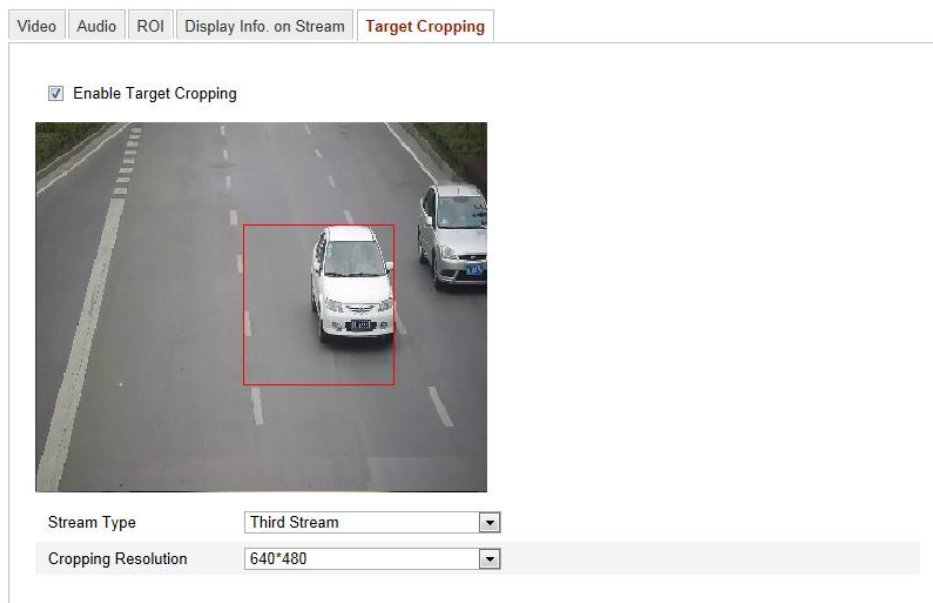 Video Audio ROI Display Info. on Stream Target Cropping
Enable Target Cropping
Stream Type Third Stream
Cropping Resolution 640*480